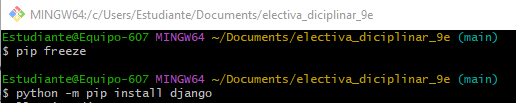 MINGW64:/c/Users/Estudiante/Documents/electiva_diciplinar_9e
Estudiante@Equipo-607 MINGW64 ~/Documents/electiva_diciplinar_9e (main)
$ pip freeze
Estudiante@Equipo-607 MINGW64 ~/Documents/electiva_diciplinar_9e (main)
$ python -m pip install django